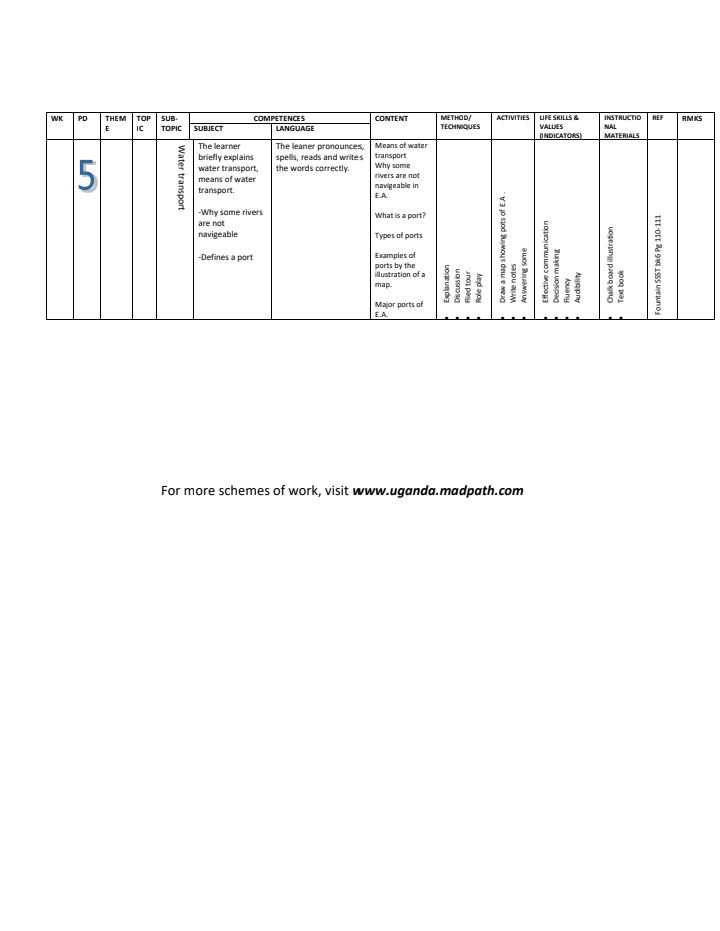 WK PD THEM TOP SUB- COMPETENCES CONTENT METHOD/ ACTIVITIES LIFE SKILLS & INSTRUCTIO REF RMKS
E IC TOPIC SUBJECT LANGUAGE TECHNIQUES VALUES NAL
(INDICATORS) MATERIALS
5
Water transport
The learner
briefly explains
water transport,
means of water
transport.
-Why some rivers
are not
navigeable
-Defines a port
The leaner pronounces,
spells, reads and writes
the words correctly.
Means of water
transport
Why some
rivers are not
navigeable in
E.A.
What is a port?
Types of ports
Examples of
ports by the
illustration of a
map.
Major ports of
E.A.
• Explanation
• Discussion
• Flied tour
• Role play
• Draw a map showing pots of E.A .
• Write notes
• Answering some
• Effective communication
• Decision making
• Fluency
• Audibility
• Chalk board illustration
• Text book
Fountain SSST bk6 Pg 110-111
For more schemes of work, visit www.uganda.madpath.com